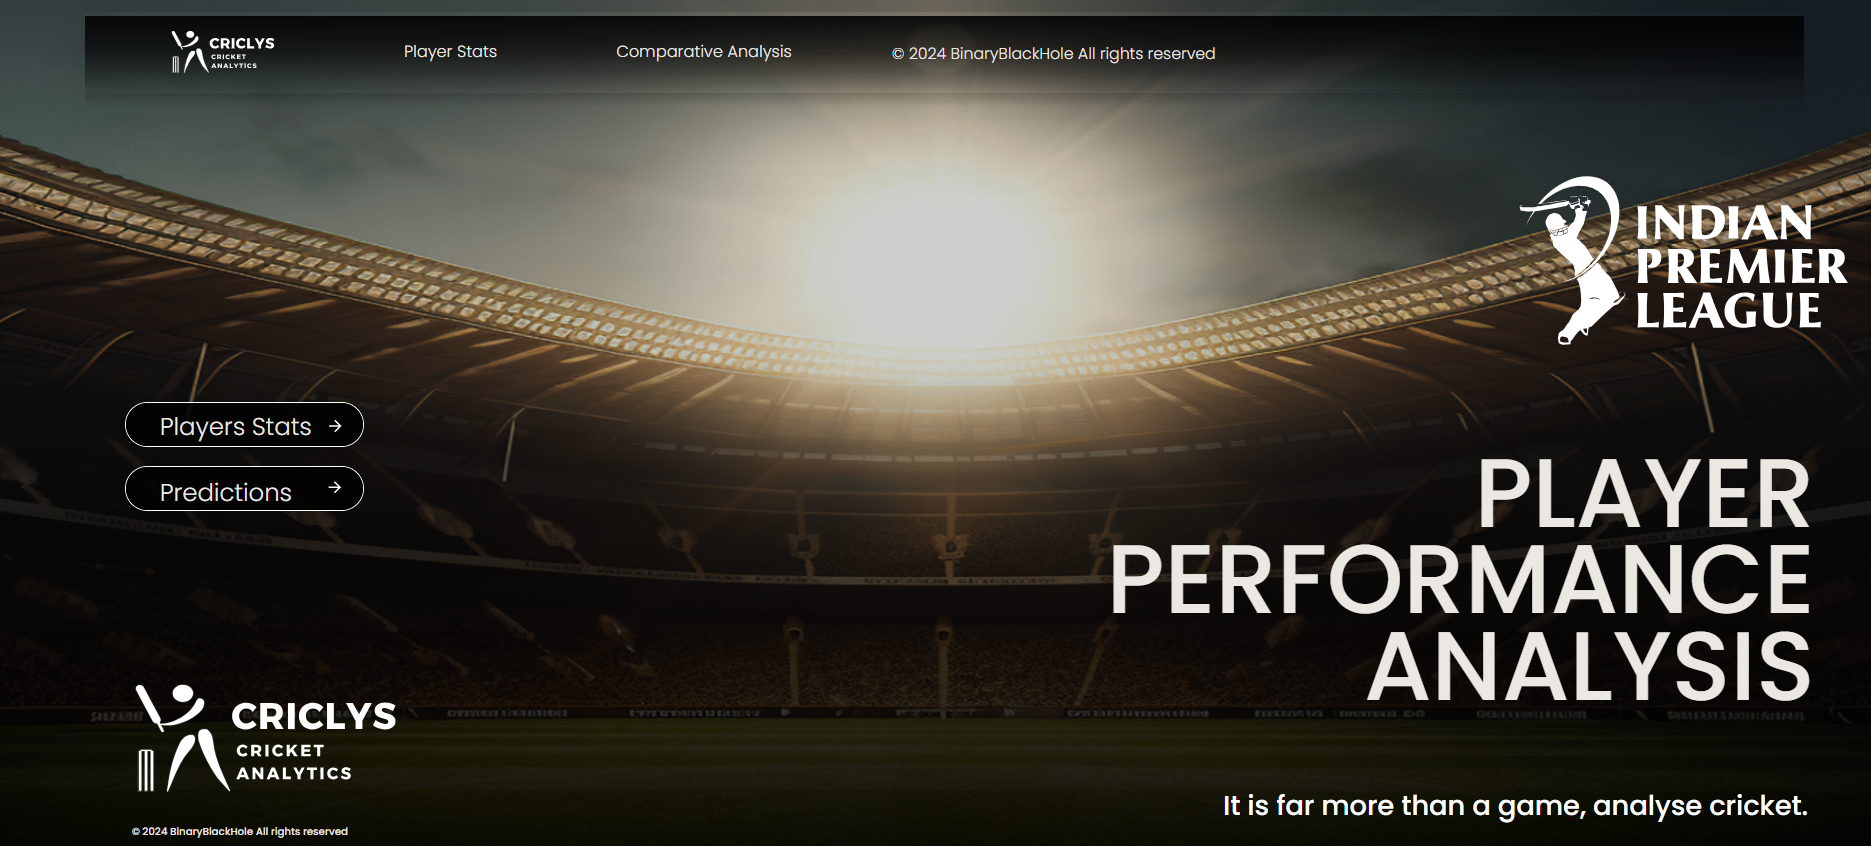 CRICLYS
CRICKET
ANALYTICS
Player Stats
Comparative Analysis
© 2024 BinaryBlackHole All rights reserved
INDIAN
PREMIER
LEAGUE
Players Stats →
Predictions →
PLAYER
PERFORMANCE
ANALYSIS
CRICLYS
CRICKET
ANALYTICS
It is far more than a game, analyse cricket.
© 2024 BinaryBlackHole All rights reserved